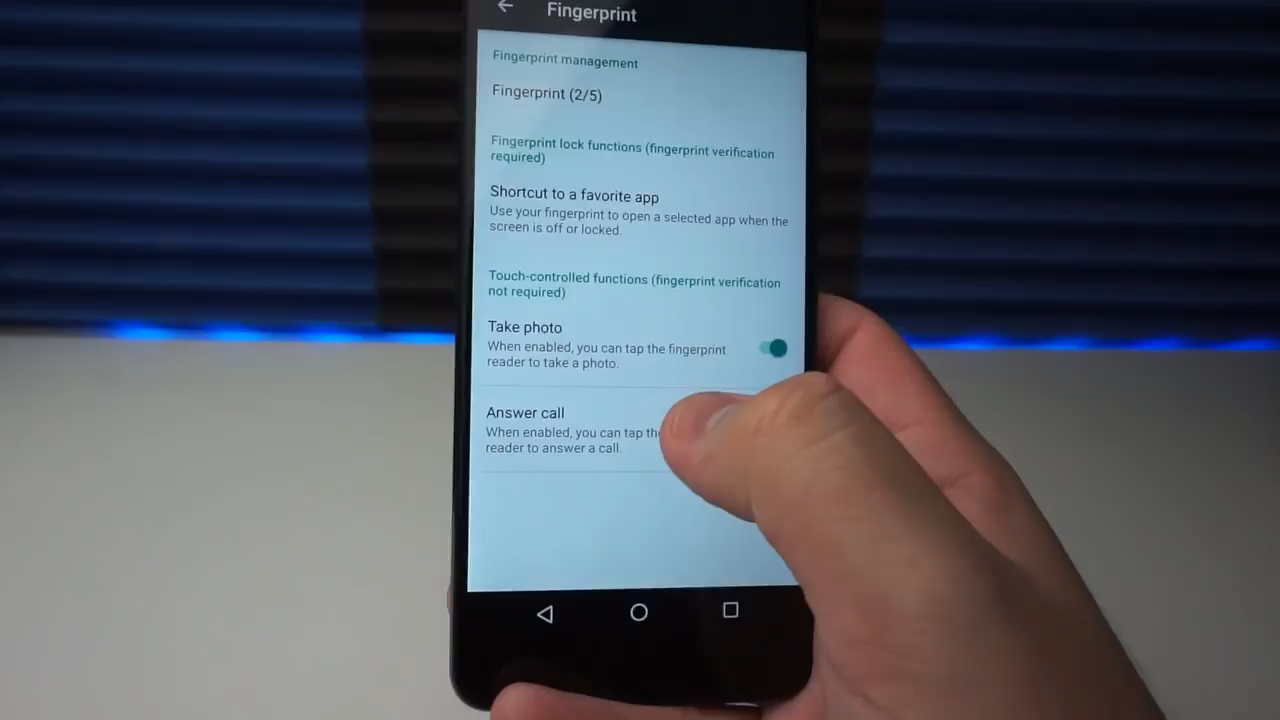 Fingerprint
Fingerprint management
Fingerprint (2/5)
Fingerprint lock functions (fingerprint verification
required)
Shortcut to a favorite app
Use your fingerprint to open a selected app when the
screen is off or locked.
Touch-controlled functions (fingerprint verification
not required)
Take photo
When enabled, you can tap the fingerprint
reader to take a photo.
Answer call
When enabled, you can tap
reader to answer a call.